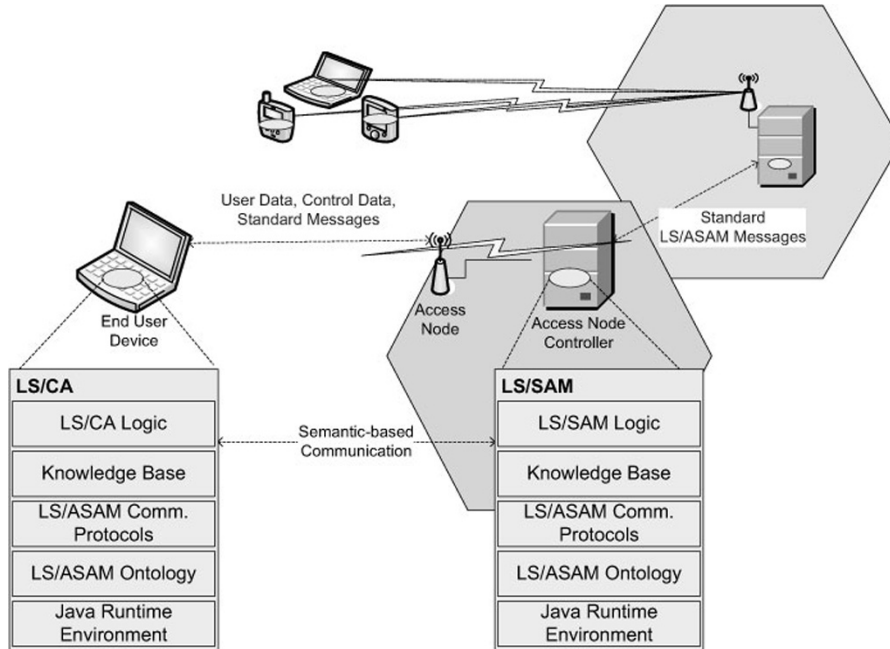 User Data, Control Data,
Standard Messages
Standard
LS/ASAM Messages
End User
Device
Access
Node
Access Node
Controller
LS/CA
LS/CA Logic
Knowledge Base
LS/ASAM Comm.
Protocols
LS/ASAM Ontology
Java Runtime
Environment
Semantic-based
Communication
LS/SAM
LS/SAM Logic
Knowledge Base
LS/ASAM Comm.
Protocols
LS/ASAM Ontology
Java Runtime
Environment